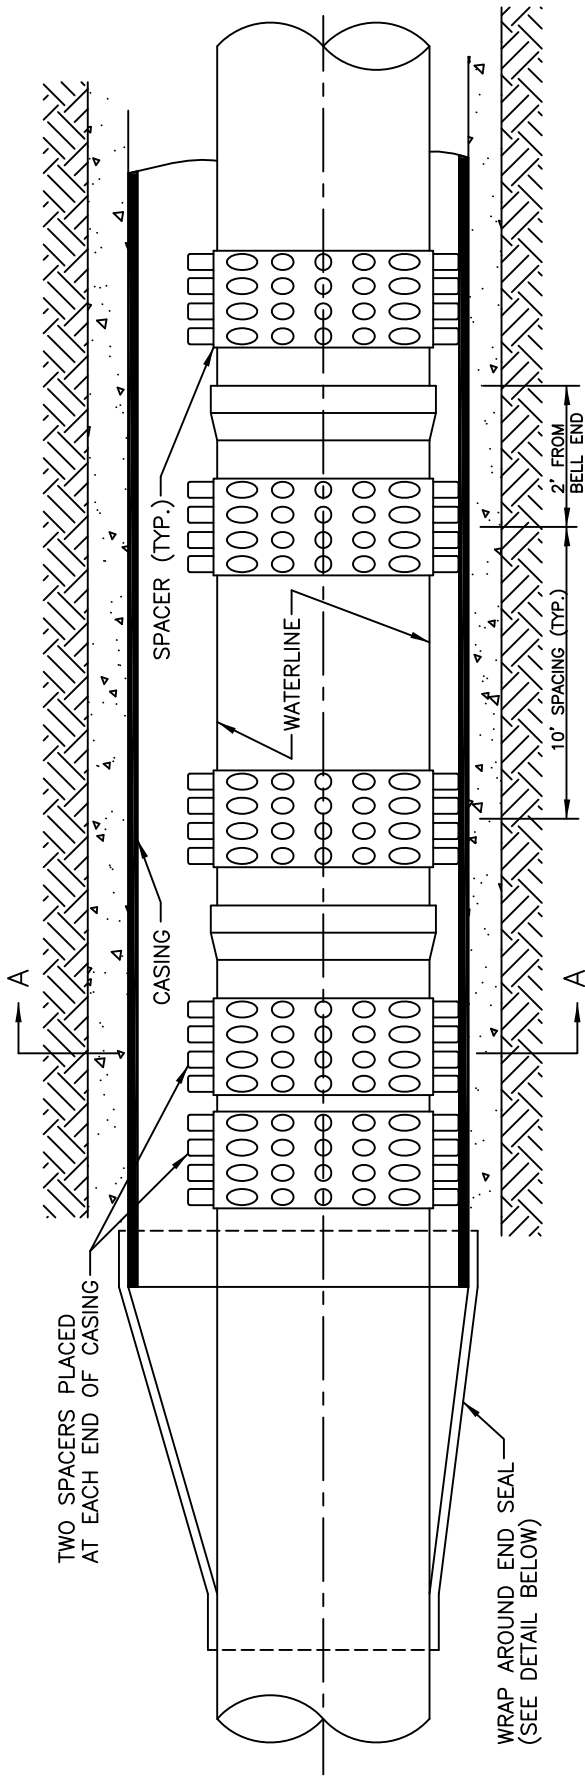 TWO SPACERS PLACED
AT EACH END OF CASING
A
CASING
SPACER (TYP.)
WATERLINE
WRAP AROUND END SEAL
(SEE DETAIL BELOW)
A
10' SPACING (TYP.)
2' FROM
BELL END